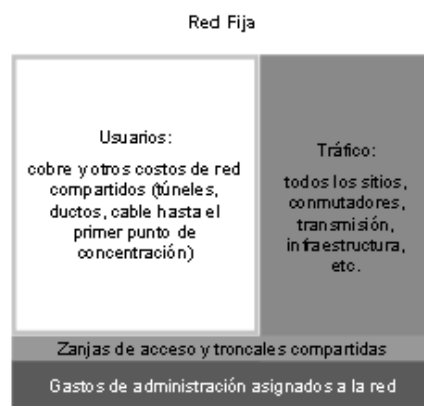 Red Fija
Usuarios:
cobre y otros costos de red
compartidos (túneles,
ductos, cable hasta el
primer punto de
concentración)
Tráfico:
todos los sitios,
conmutadores,
transmisión,
infraestructura,
etc.
Zanjas de acceso y troncales compartidas
Gastos de administración asignados a la red